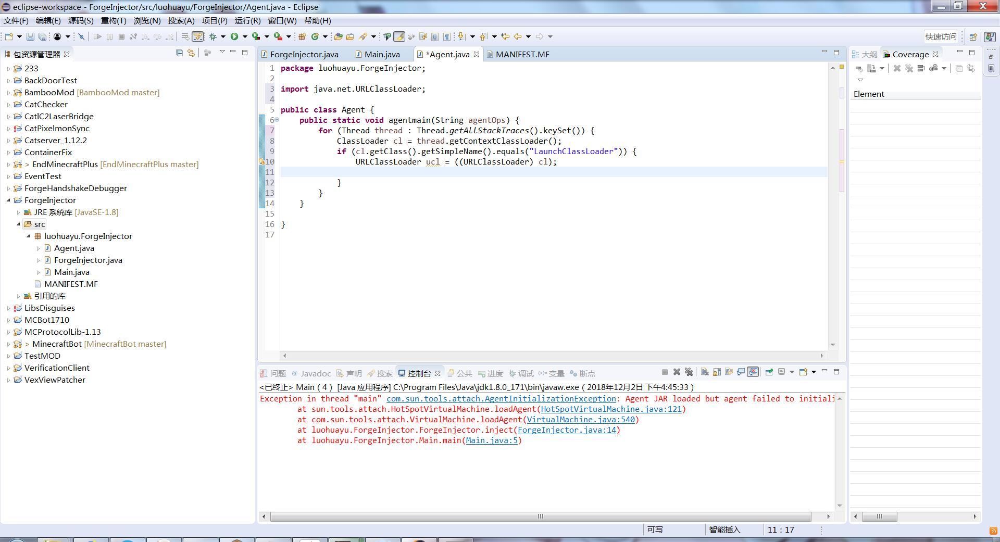 eclipse-workspace - ForgeInjector/src/luohuayu/ForgeInjector/Agent.java - Eclipse
文件(F) 编辑(E) 源码(S) 重构(T) 浏览(N) 搜索(A) 项目(P) 运行(R) 窗口(W) 帮助(H)
快速访问
包资源管理器
233
BackDoorTest
BambooMod [BambooMod master]
CatChecker
CatIC2LaserBridge
CatPixelmonSync
Catserver_1.12.2
ContainerFix
> EndMinecraftPlus [EndMinecraftPlus master]
EventTest
ForgeHandshakeDebugger
ForgeInjector
JRE 系统库 [JavaSE-1.8]
src
luohuayu.ForgeInjector
Agent.java
ForgeInjector.java
Main.java
MANIFEST.MF
引用的库
LibsDisguises
MCBot1710
MCProtocolLib-1.13
> MinecraftBot [MinecraftBot master]
TestMOD
VerificationClient
VexViewPatcher
ForgeInjector.java Main.java *Agent.java MANIFEST.MF
1 package luohuayu.ForgeInjector;
2
3 import java.net.URLClassLoader;
4
5 public class Agent {
6 public static void agentmain(String agentOps) {
7 for (Thread thread : Thread.getAllStackTraces().keySet()) {
8 ClassLoader cl = thread.getContextClassLoader();
9 if (cl.getClass().getSimpleName().equals("LaunchClassLoader")) {
10 URLClassLoader ucl = ((URLClassLoader) cl);
11
12 }
13 }
14 }
15
16 }
17
问题 @ Javadoc 声明 搜索 控制台 公共 进度 调试 (x)= 变量 断点
<已终止> Main（4） [Java 应用程序] C:\Program Files\Java\jdk1.8.0_171\bin\javaw.exe（2018年12月2日 下午4:45:33）
Exception in thread "main" com.sun.tools.attach.AgentInitializationException: Agent JAR loaded but agent failed to initiali
at sun.tools.attach.HotSpotVirtualMachine.loadAgent(HotSpotVirtualMachine.java:121)
at com.sun.tools.attach.VirtualMachine.loadAgent(VirtualMachine.java:540)
at luohuayu.ForgeInjector.ForgeInjector.inject(ForgeInjector.java:14)
at luohuayu.ForgeInjector.Main.main(Main.java:5)
大纲 Coverage
Element
可写 智能插入 11 : 17